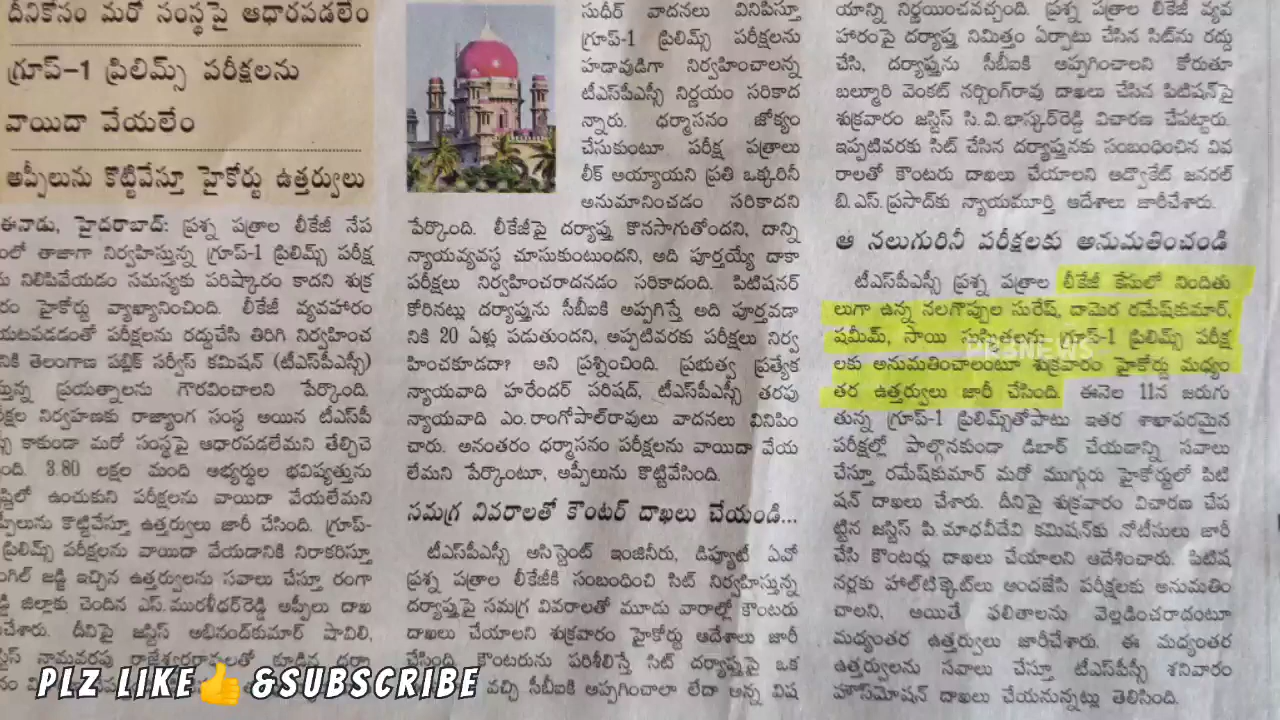 దీనికోసం మరో సంస్థపై ఆధారపడలేం
గ్రూప్-1 ప్రిలిమ్స్ పరీక్షలను
వాయిదా వేయలేం
అప్పీలును కొట్టివేస్తూ హైకోర్టు ఉత్తర్వులు
ఈనాడు, హైదరాబాద్: ప్రశ్న పత్రాల లీకేజీ నేప
లో తాజాగా నిర్వహిస్తున్న గ్రూప్-1 ప్రిలిమ్స్ పరీక్ష
నిలిపివేయడం సమస్యకు పరిష్కారం కాదని శుక్ర
రం హైకోర్టు వ్యాఖ్యానించింది. లీకేజీ వ్యవహారం
యటపడడంతో పరీక్షలను రద్దుచేసి తిరిగి నిర్వహించ
నికి తెలంగాణ పబ్లిక్ సర్వీస్ కమిషన్ (టీఎస్‌పీఎస్సీ)
స్తున్న ప్రయత్నాలను గౌరవించాలని పేర్కొంది.
క్షల నిర్వహణకు రాజ్యాంగ సంస్థ అయిన టీఎస్‌పీ
కాకుండా మరో సంస్థపై ఆధారపడలేమని తేల్చిచె
ంది. 3.80 లక్షల మంది అభ్యర్థుల భవిష్యత్తును
ష్టిలో ఉంచుకుని పరీక్షలను వాయిదా వేయలేమని
ప్పీలును కొట్టివేస్తూ ఉత్తర్వులు జారీ చేసింది. గ్రూప్-
ప్రిలిమ్స్ పరీక్షలను వాయిదా వేయడానికి నిరాకరిస్తూ
ంగిల్ జడ్జి ఇచ్చిన ఉత్తర్వులను సవాలు చేస్తూ రంగా
డ్డి జిల్లాకు చెందిన ఎస్.మురళీధర్‌రెడ్డి అప్పీలు దాఖ
చేశారు. దీనిపై జస్టిస్ అభినంద్‌కుమార్ షావిలి,
స్టిస్ నామవరపు రాజేశ్వరరావులతో కూడిన ధర్మా
సుధీర్ వాదనలు వినిపిస్తూ
గ్రూప్-1 ప్రిలిమ్స్ పరీక్షలను
హడావుడిగా నిర్వహించాలన్న
టీఎస్‌పీఎస్సీ నిర్ణయం సరికాద
న్నారు. ధర్మాసనం జోక్యం
చేసుకుంటూ పరీక్ష పత్రాలు
లీక్ అయ్యాయని ప్రతి ఒక్కరినీ
అనుమానించడం సరికాదని
పేర్కొంది. లీకేజీపై దర్యాప్తు కొనసాగుతోందని, దాన్ని
న్యాయవ్యవస్థ చూసుకుంటుందని, అది పూర్తయ్యే దాకా
పరీక్షలు నిర్వహించరాదనడం సరికాదంది. పిటిషనర్
కోరినట్లు దర్యాప్తును సీబీఐకి అప్పగిస్తే అది పూర్తవడా
నికి 20 ఏళ్లు పడుతుందని, అప్పటివరకు పరీక్షలు నిర్వ
హించకూడదా? అని ప్రశ్నించింది. ప్రభుత్వ ప్రత్యేక
న్యాయవాది హరేందర్ పరిషద్, టీఎస్‌పీఎస్సీ తరఫు
న్యాయవాది ఎం.రాంగోపాల్‌రావులు వాదనలు వినిపిం
చారు. అనంతరం ధర్మాసనం పరీక్షలను వాయిదా వేయ
లేమని పేర్కొంటూ, అప్పీలును కొట్టివేసింది.
సమగ్ర వివరాలతో కౌంటర్ దాఖలు చేయండి...
టీఎస్‌పీఎస్సీ అసిస్టెంట్ ఇంజినీరు, డివిజనల్ ఏవో
ప్రశ్న పత్రాల లీకేజీకి సంబంధించి సిట్ నిర్వహిస్తున్న
దర్యాప్తుపై సమగ్ర వివరాలతో మూడు వారాల్లో కౌంటరు
దాఖలు చేయాలని శుక్రవారం హైకోర్టు ఆదేశాలు జారీ
చేసింది. కౌంటరును పరిశీలిస్తే సిట్ దర్యాప్తుపై ఒక
వచ్చి సీబీఐకి అప్పగించాలా లేదా అన్న విష
యాన్ని నిర్ణయించవచ్చంది. ప్రశ్న పత్రాల లీకేజీ వ్యవ
హారంపై దర్యాప్తు నిమిత్తం ఏర్పాటు చేసిన సిట్‌ను రద్దు
చేసి, దర్యాప్తును సీబీఐకి అప్పగించాలని కోరుతూ
బల్మూరి వెంకట్ నర్సింగ్‌రావు దాఖలు చేసిన పిటిషన్‌పై
శుక్రవారం జస్టిస్ సి.వి.భాస్కర్‌రెడ్డి విచారణ చేపట్టారు.
ఇప్పటివరకు సిట్ చేసిన దర్యాప్తునకు సంబంధించిన వివ
రాలతో కౌంటరు దాఖలు చేయాలని అడ్వొకేట్ జనరల్
బి.ఎస్.ప్రసాద్‌కు న్యాయమూర్తి ఆదేశాలు జారీచేశారు.
ఆ నలుగురినీ పరీక్షలకు అనుమతించండి
టీఎస్‌పీఎస్సీ ప్రశ్న పత్రాల లీకేజీ కేసులో నిందితు
లుగా ఉన్న నలగొప్పుల సురేష్, దామెర రమేష్‌కుమార్,
షమీమ్, సాయి సుస్మితలను గ్రూప్-1 ప్రిలిమ్స్ పరీక్ష
లకు అనుమతించాలంటూ శుక్రవారం హైకోర్టు మధ్యం
తర ఉత్తర్వులు జారీ చేసింది. ఈనెల 11న జరుగు
తున్న గ్రూప్-1 ప్రిలిమ్స్‌తోపాటు ఇతర శాఖాపరమైన
పరీక్షల్లో పాల్గొనకుండా డిబార్ చేయడాన్ని సవాలు
చేస్తూ రమేష్‌కుమార్ మరో ముగ్గురు హైకోర్టులో పిటి
షన్ దాఖలు చేశారు. దీనిపై శుక్రవారం విచారణ చేప
ట్టిన జస్టిస్ పి.మాధవీదేవి కమిషన్‌కు నోటీసులు జారీ
చేసి కౌంటర్లు దాఖలు చేయాలని ఆదేశించారు. పిటిష
నర్లకు హాల్‌టిక్కెట్‌లు అందజేసి పరీక్షలకు అనుమతిం
చాలని, అయితే ఫలితాలను వెల్లడించరాదంటూ
మధ్యంతర ఉత్తర్వులు జారీచేశారు. ఈ మధ్యంతర
ఉత్తర్వులను సవాలు చేస్తూ టీఎస్‌పీఎస్సీ శనివారం
హౌస్‌మోషన్ దాఖలు చేయనున్నట్లు తెలిసింది.
PLZ LIKE👍&SUBSCRIBE